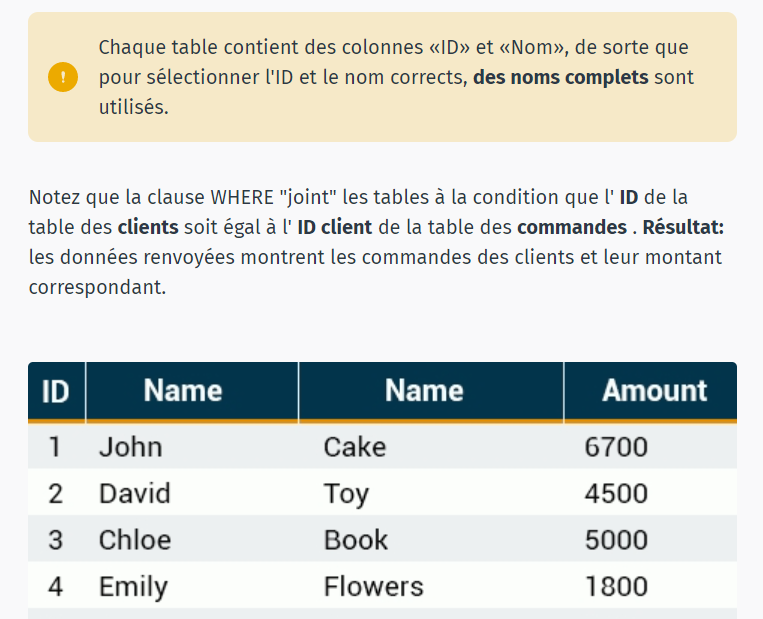 Chaque table contient des colonnes «ID» et «Nom», de sorte que
pour sélectionner l'ID et le nom corrects, des noms complets sont
utilisés.
Notez que la clause WHERE "joint" les tables à la condition que l' ID de la
table des clients soit égal à l' ID client de la table des commandes . Résultat:
les données renvoyées montrent les commandes des clients et leur montant
correspondant.
ID Name Name Amount
1 John Cake 6700
2 David Toy 4500
3 Chloe Book 5000
4 Emily Flowers 1800